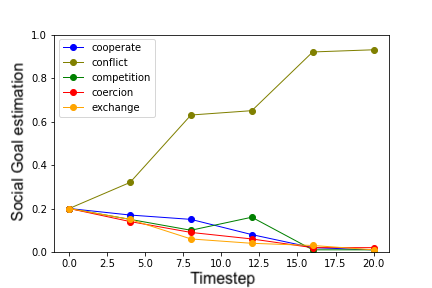 1.0
0.8
0.6
0.4
0.2
0.0
Social Goal estimation
cooperate
conflict
competition
coercion
exchange
0.0 2.5 5.0 7.5 10.0 12.5 15.0 17.5 20.0
Timestep